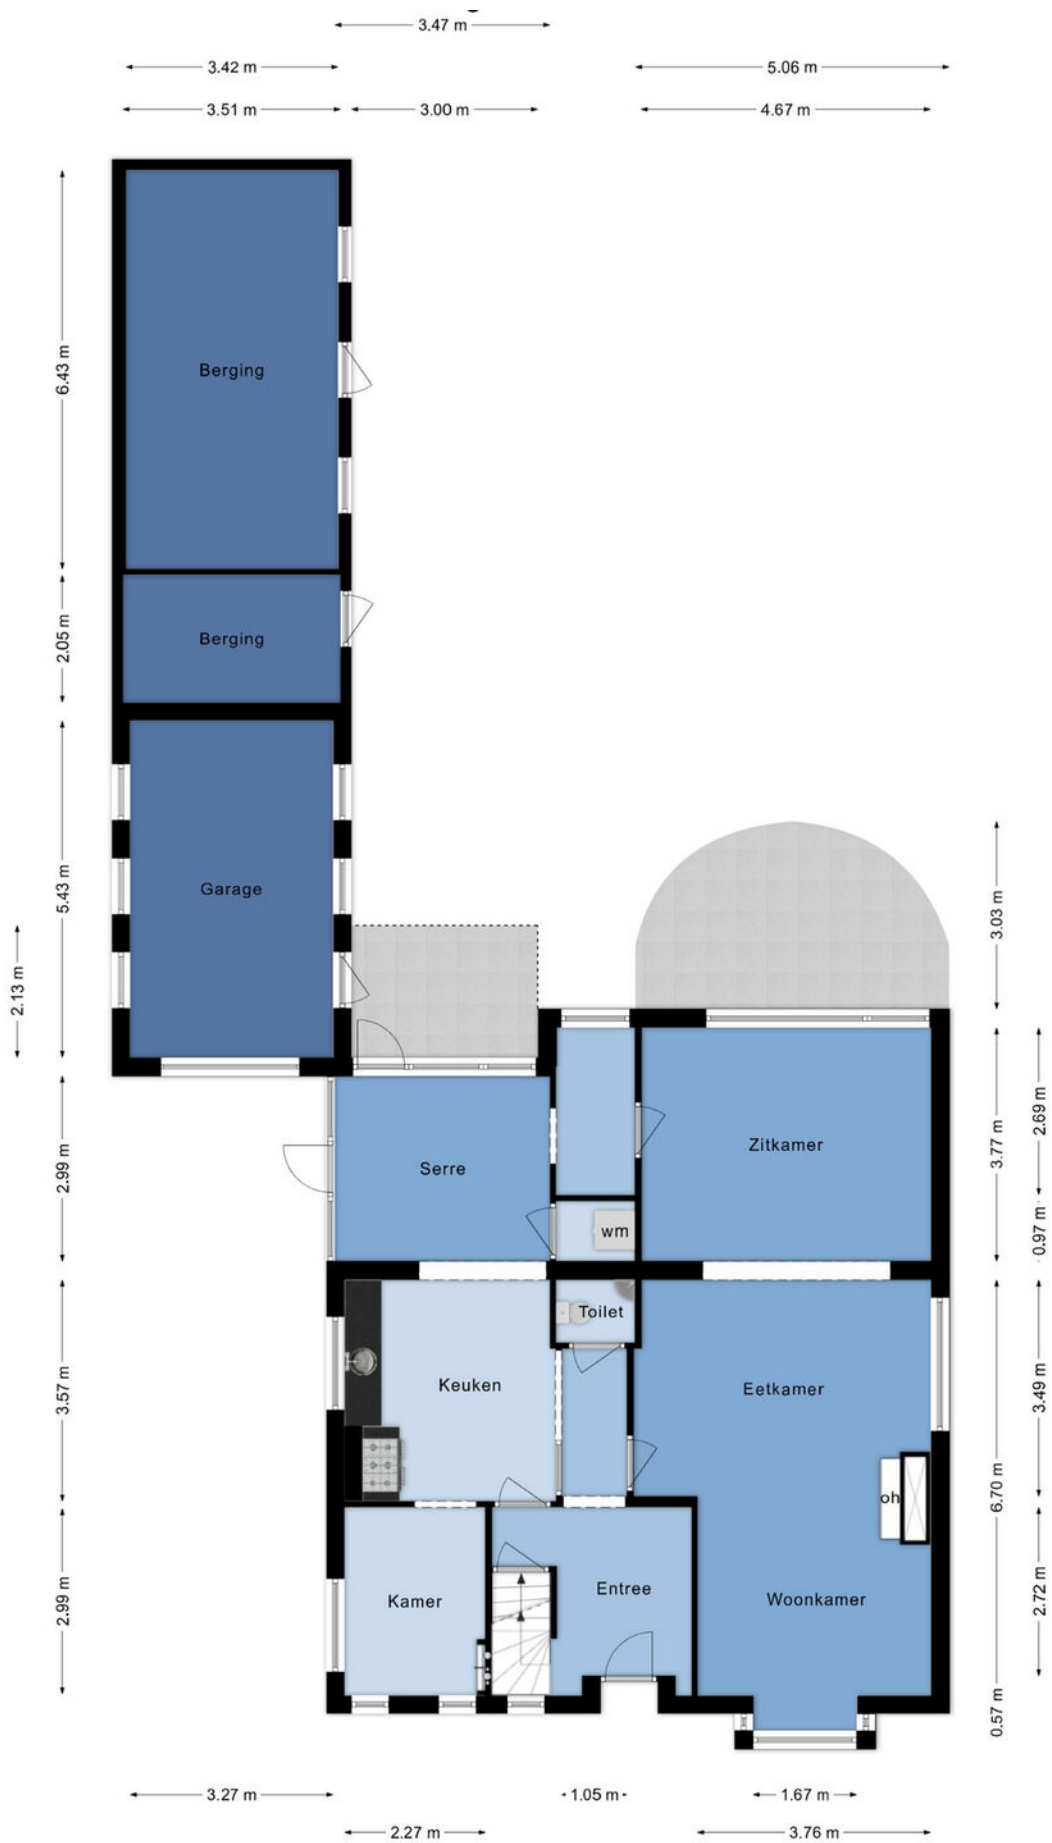 3.47 m
3.42 m
5.06 m
3.51 m
3.00 m
4.67 m
6.43 m
Berging
2.05 m
Berging
5.43 m
Garage
2.13 m
3.03 m
2.99 m
Serre
Zitkamer
3.77 m
2.69 m
wm
0.97 m
Toilet
3.57 m
Keuken
Eetkamer
3.49 m
6.70 m
oh
2.99 m
Kamer
Entree
Woonkamer
2.72 m
0.57 m
3.27 m
1.05 m
1.67 m
2.27 m
3.76 m